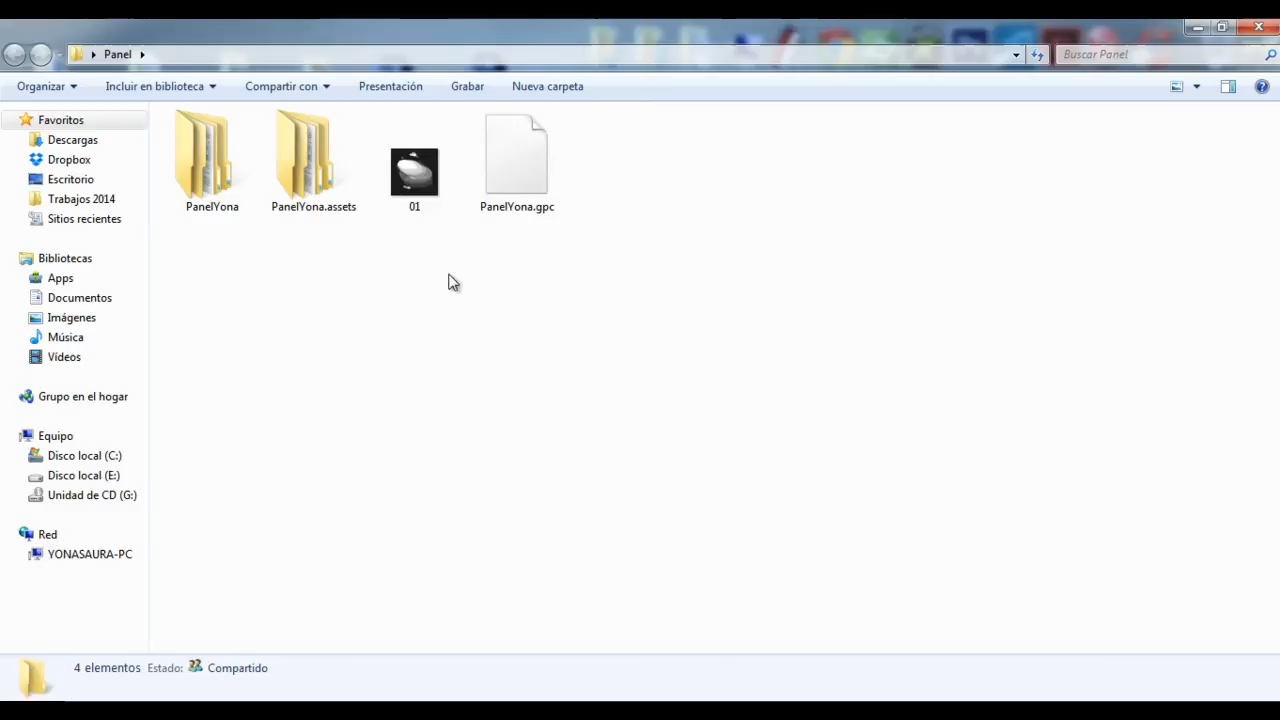 Panel
Buscar Panel
Organizar
Incluir en biblioteca
Compartir con
Presentación
Grabar
Nueva carpeta
Favoritos
Descargas
Dropbox
Escritorio
Trabajos 2014
Sitios recientes
Bibliotecas
Apps
Documentos
Imágenes
Música
Vídeos
Grupo en el hogar
Equipo
Disco local (C:)
Disco local (E:)
Unidad de CD (G:)
Red
YONASAURA-PC
PanelYona
PanelYona.assets
01
PanelYona.gpc
4 elementos Estado: Compartido